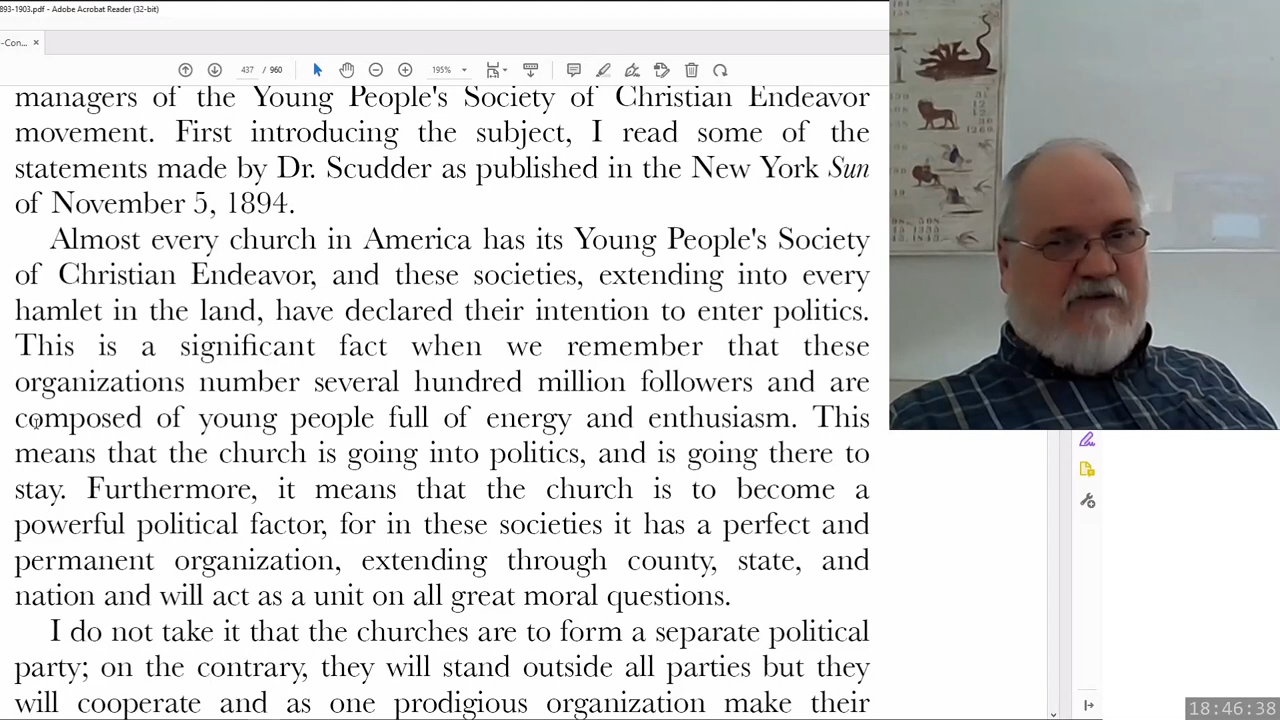 893-1903.pdf - Adobe Acrobat Reader (32-bit)
-Con... ×
437 / 960 195%
managers of the Young People's Society of Christian Endeavor
movement. First introducing the subject, I read some of the
statements made by Dr. Scudder as published in the New York Sun
of November 5, 1894.
Almost every church in America has its Young People's Society
of Christian Endeavor, and these societies, extending into every
hamlet in the land, have declared their intention to enter politics.
This is a significant fact when we remember that these
organizations number several hundred million followers and are
composed of young people full of energy and enthusiasm. This
means that the church is going into politics, and is going there to
stay. Furthermore, it means that the church is to become a
powerful political factor, for in these societies it has a perfect and
permanent organization, extending through county, state, and
nation and will act as a unit on all great moral questions.
I do not take it that the churches are to form a separate political
party; on the contrary, they will stand outside all parties but they
will cooperate and as one prodigious organization make their
18:46:38